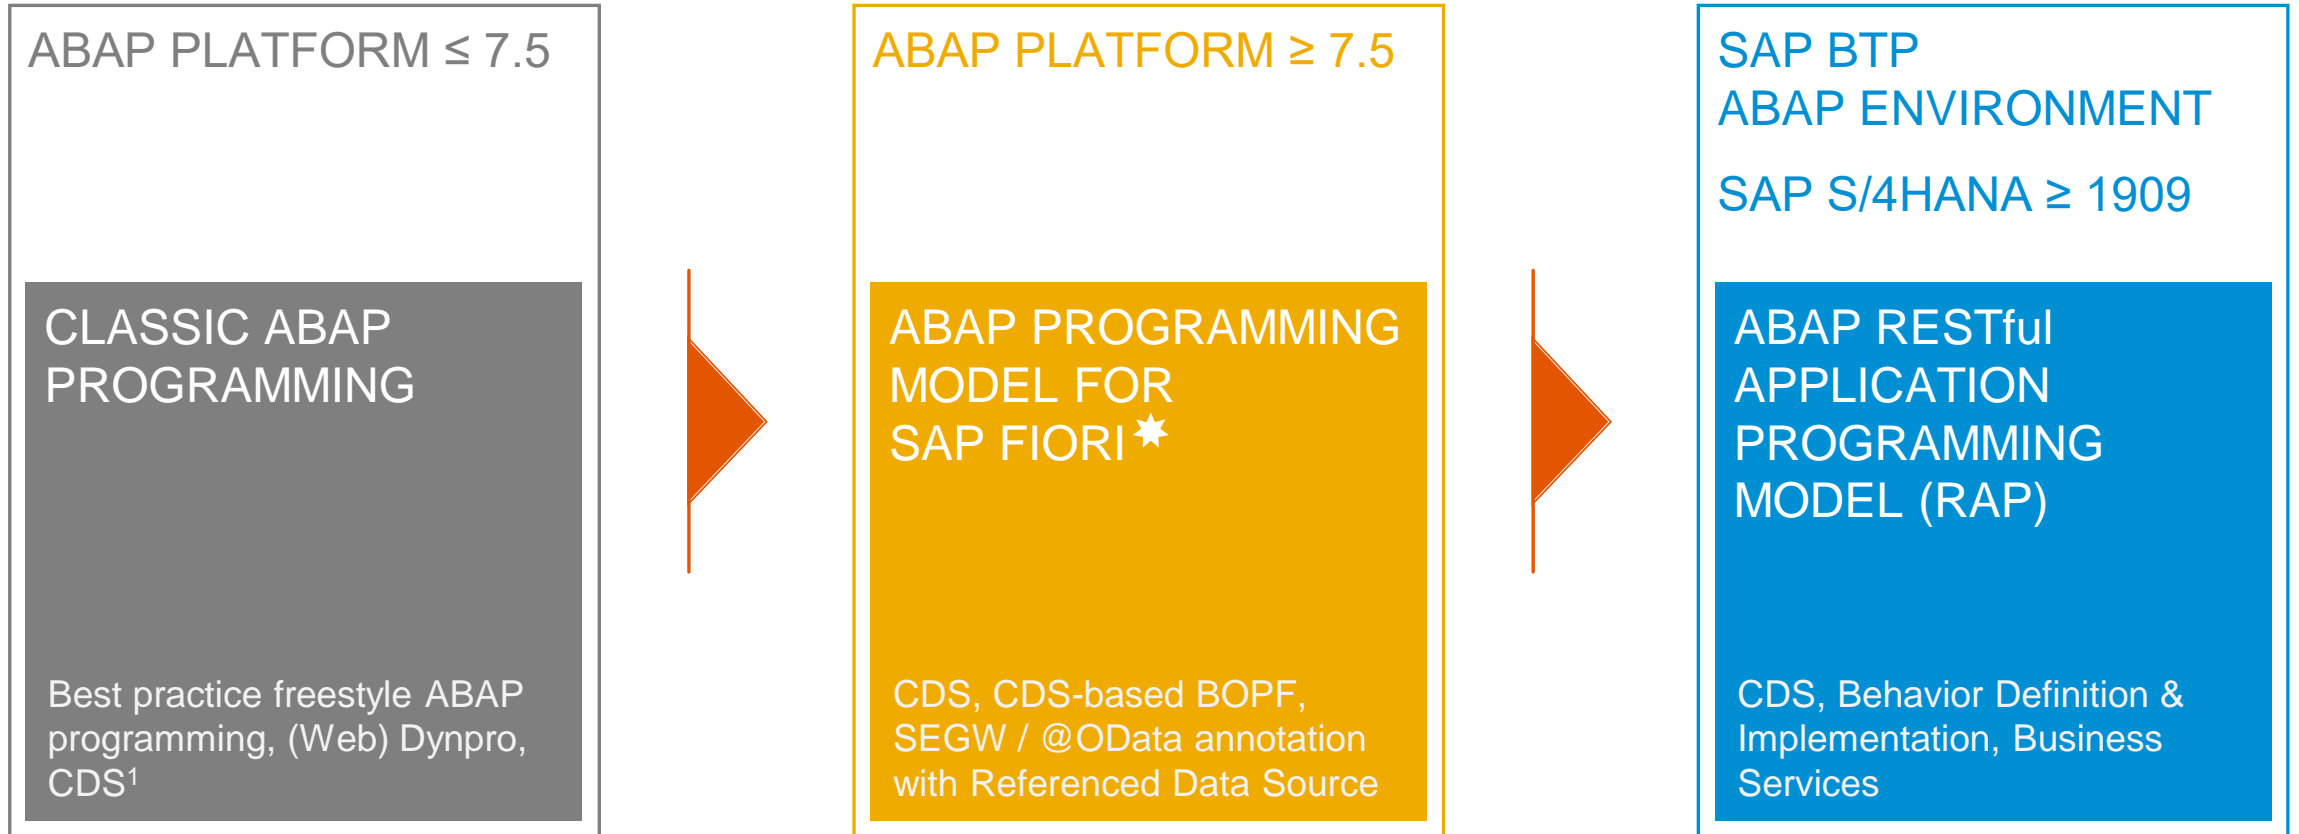 ABAP PLATFORM ≤ 7.5
CLASSIC ABAP
PROGRAMMING
Best practice freestyle ABAP
programming, (Web) Dynpro,
CDS¹
ABAP PLATFORM ≥ 7.5
ABAP PROGRAMMING
MODEL FOR
SAP FIORI
CDS, CDS-based BOPF,
SEGW / @OData annotation
with Referenced Data Source
SAP BTP
ABAP ENVIRONMENT
SAP S/4HANA ≥ 1909
ABAP RESTful
APPLICATION
PROGRAMMING
MODEL (RAP)
CDS, Behavior Definition &
Implementation, Business
Services